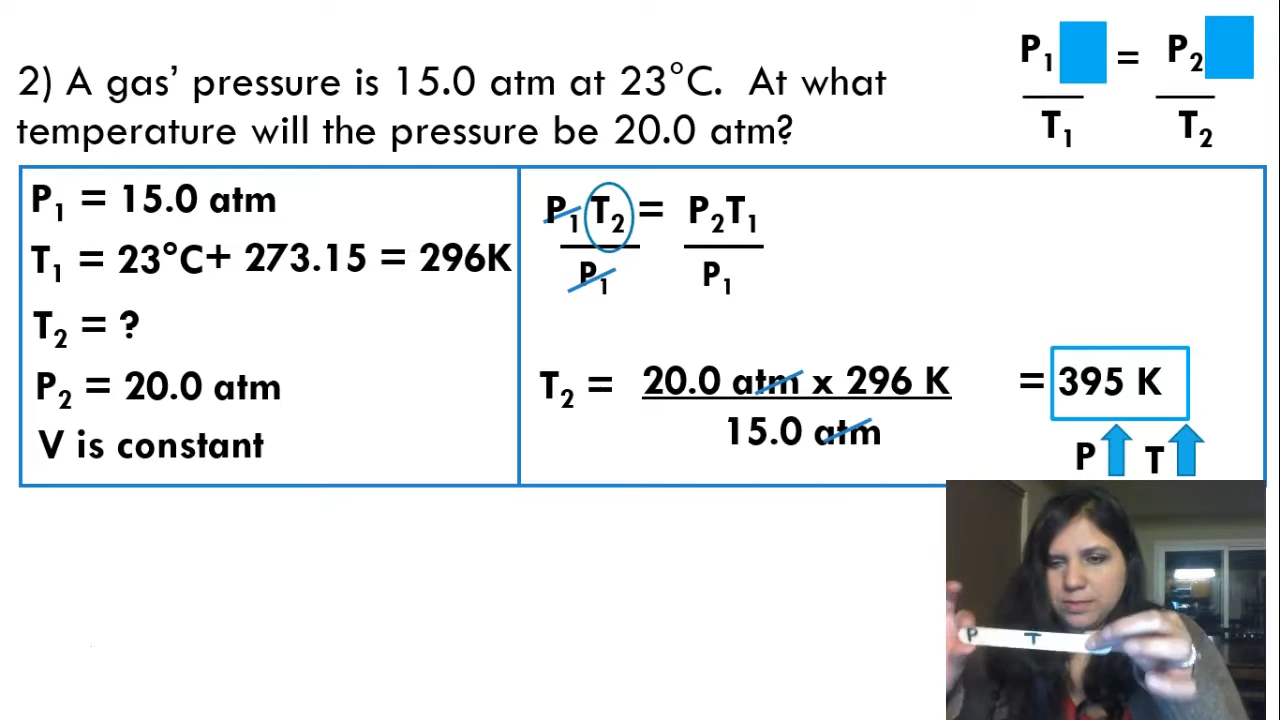 2) A gas’ pressure is 15.0 atm at 23°C. At what
temperature will the pressure be 20.0 atm?
P₁ = P₂
T₁ T₂
P₁ = 15.0 atm
T₁ = 23°C+ 273.15 = 296K
T₂ = ?
P₂ = 20.0 atm
V is constant
P₁ T₂ = P₂T₁
P₁ P₁
T₂ = 20.0 atm x 296 K = 395 K
15.0 atm
P T
P T